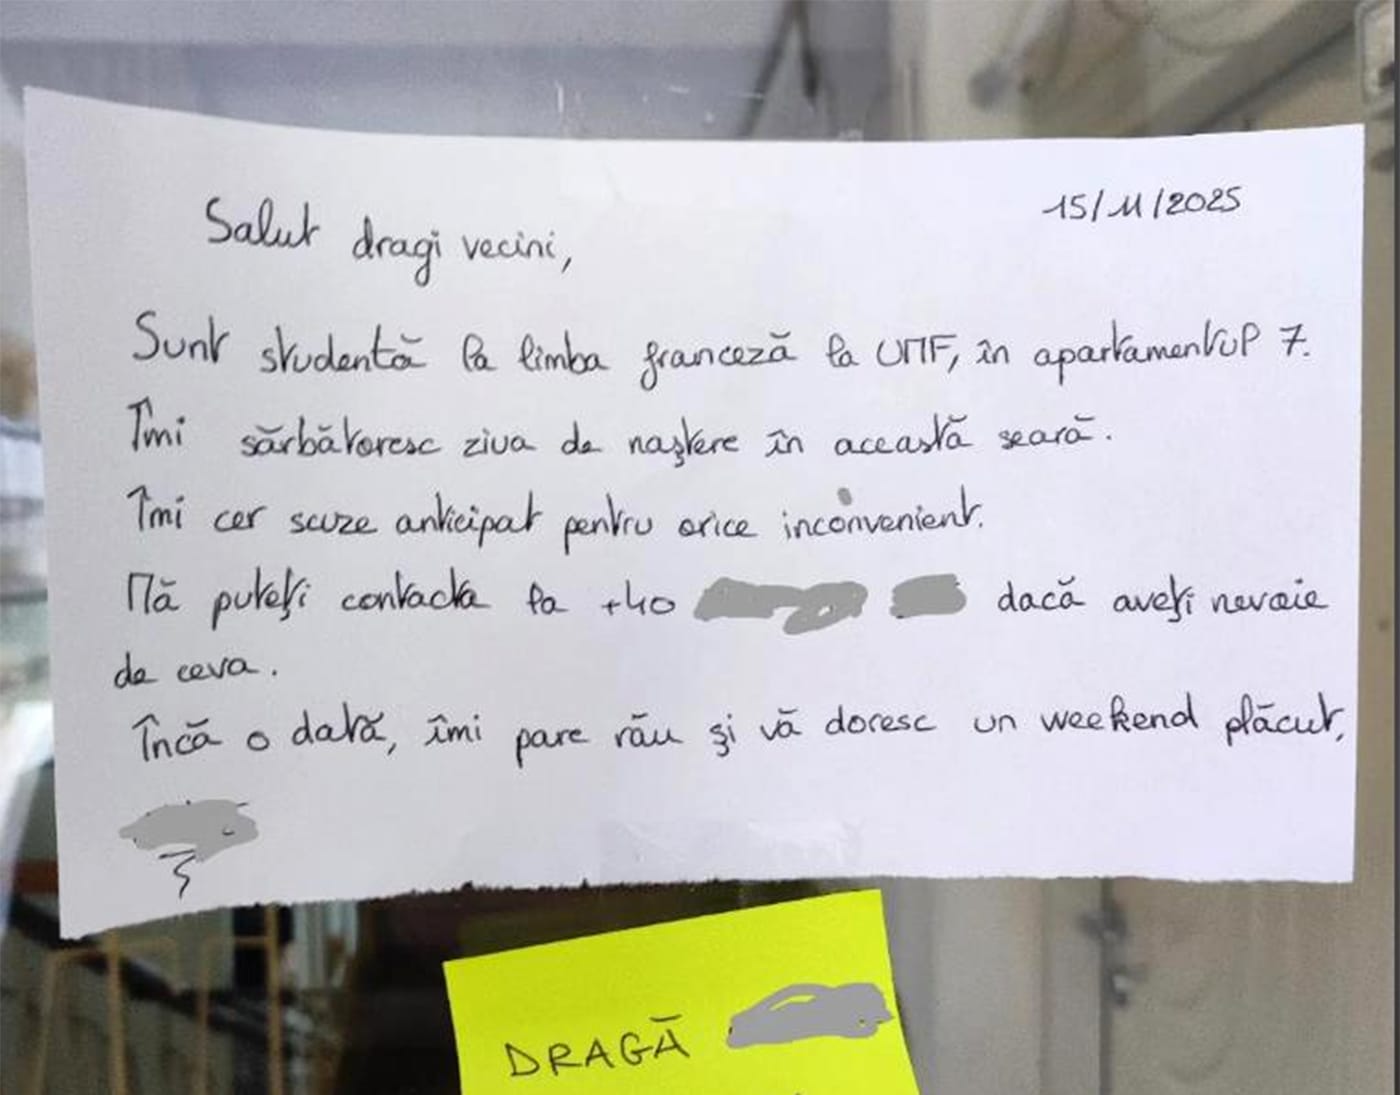 15/11/2025
Salut dragi vecini,
Sunt studentă la limba franceză la UMF, în apartamentul 7.
Îmi sărbătoresc ziua de naștere în această seară.
Îmi cer scuze anticipat pentru orice inconvenient.
Mă puteți contacta la +40 dacă aveți nevoie
de ceva.
Încă o dată, îmi pare rău și vă doresc un weekend plăcut,
DRAGĂ